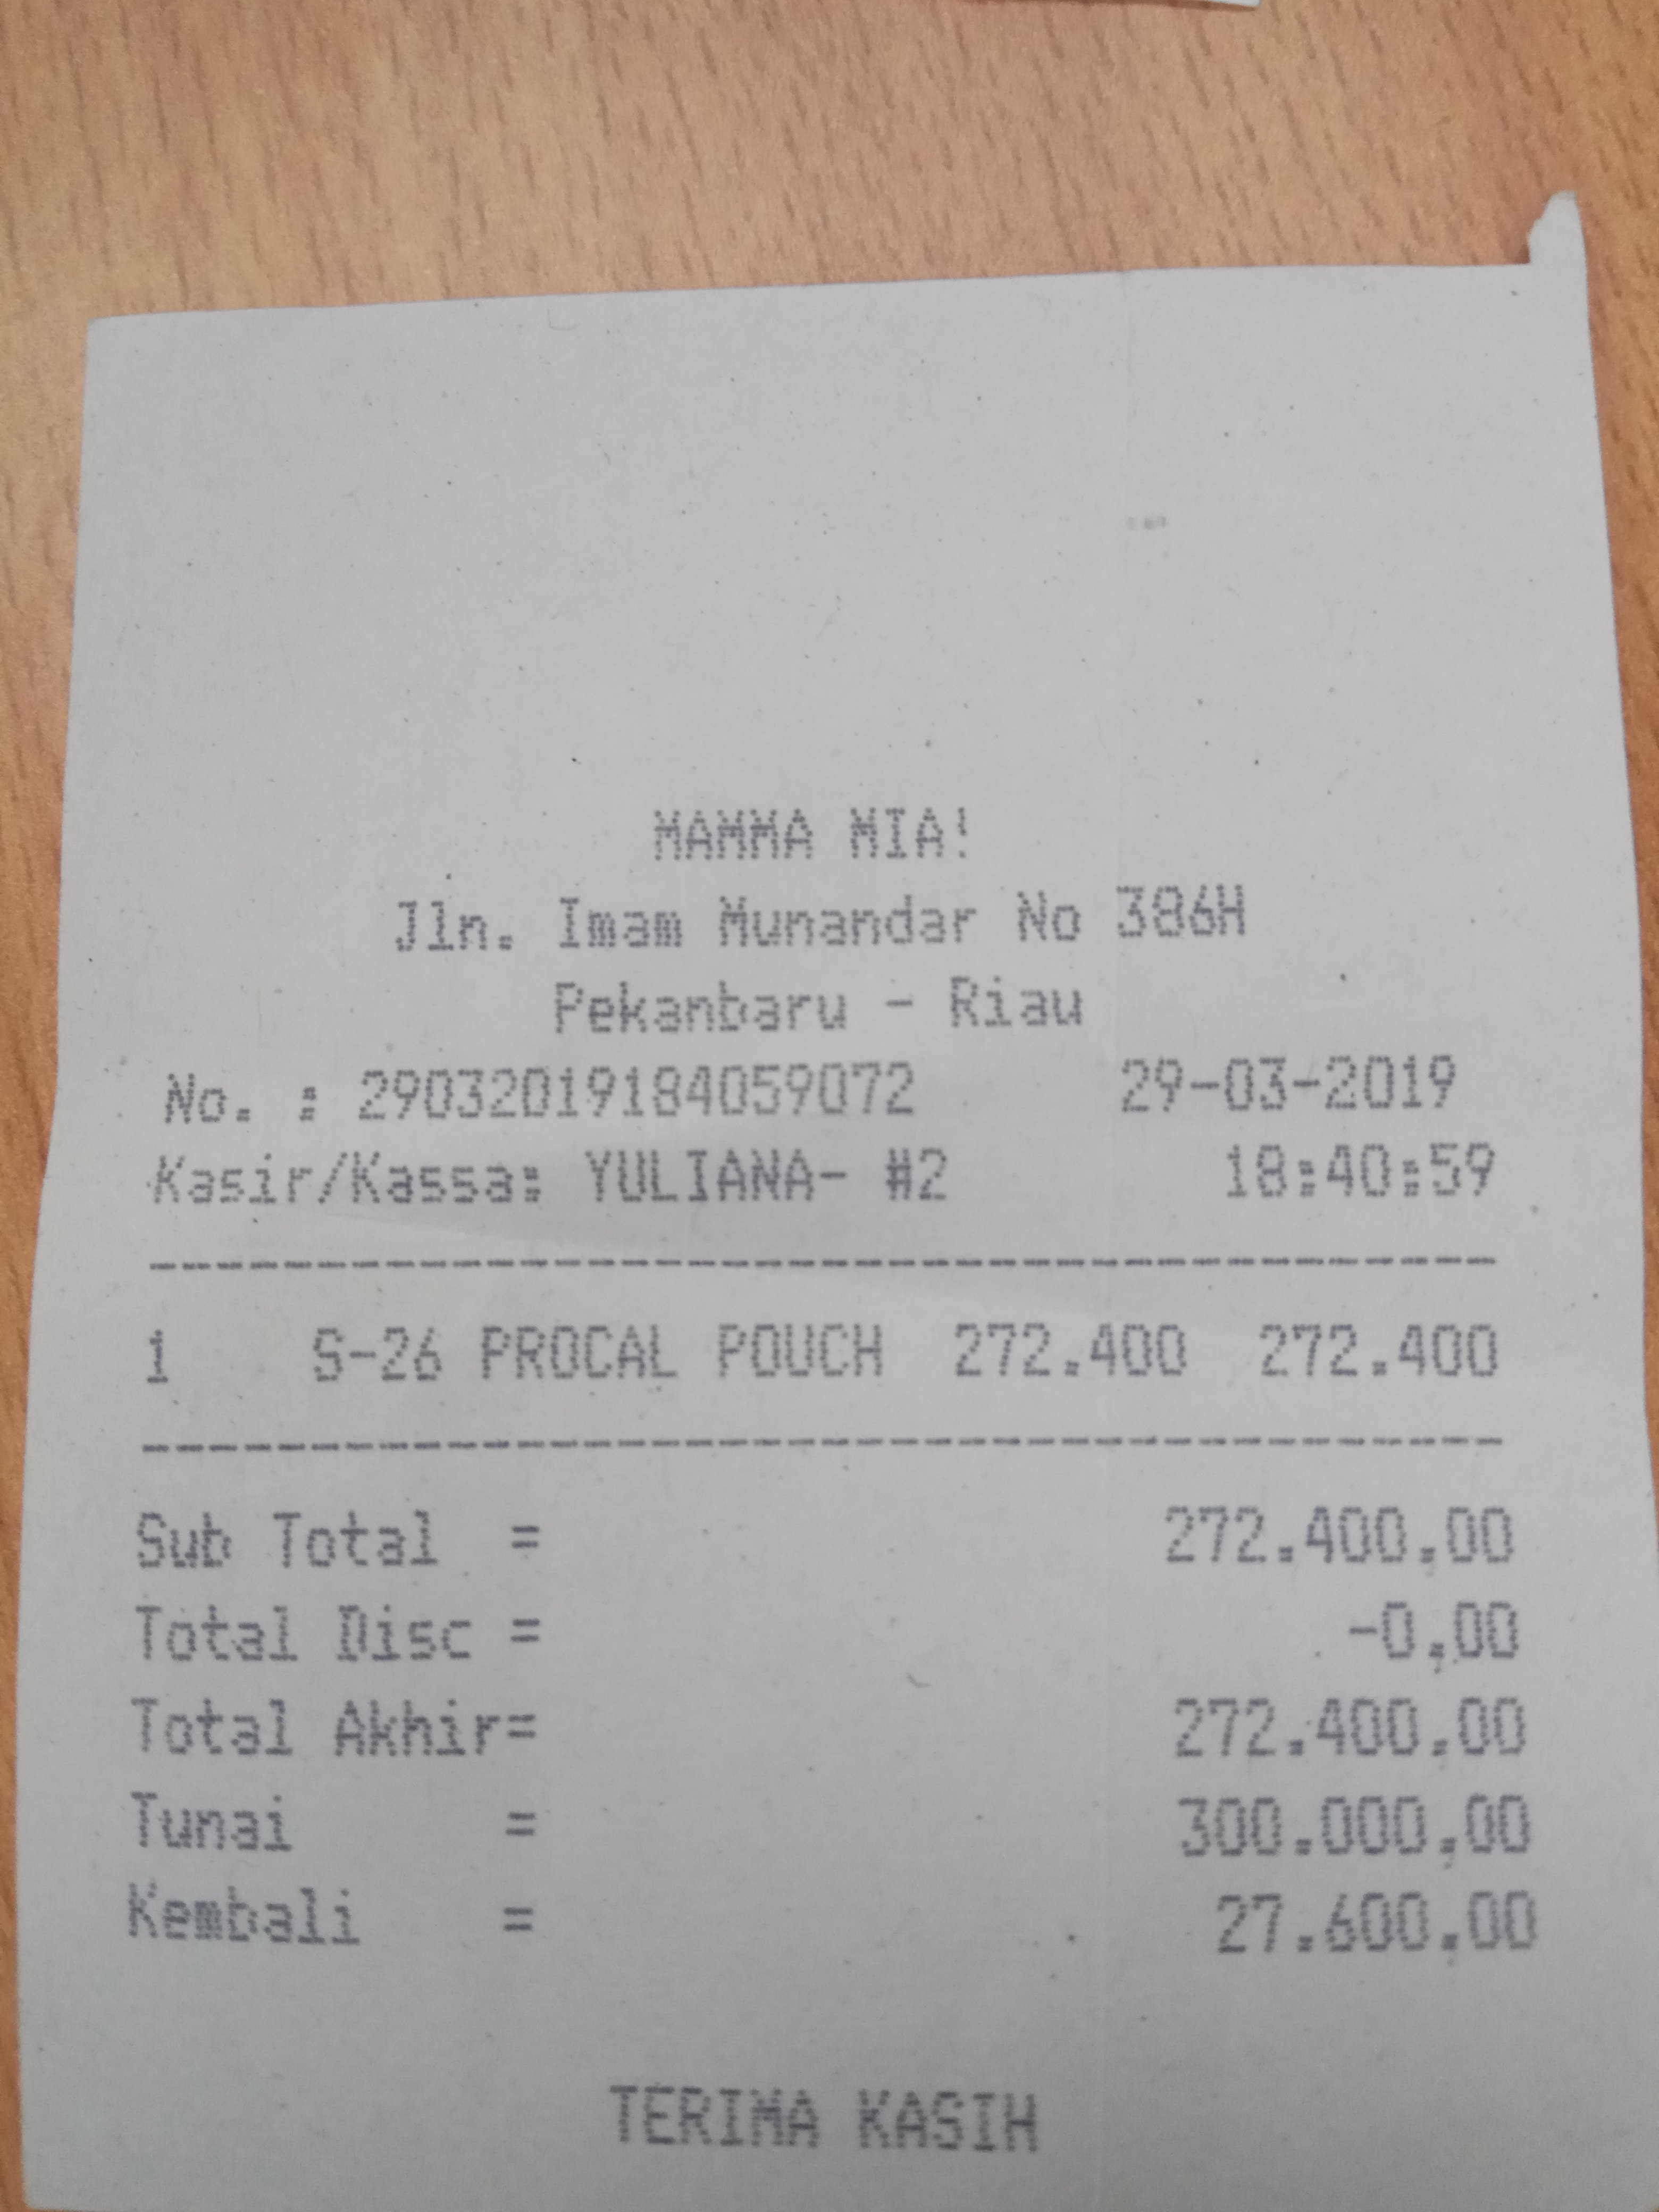 MAMMA MIA!
Jln. Imam Munandar No 386H
Pekanbaru - Riau
No. : 29032019184059072 29-03-2019
Kasir/Kassa: YULIANA- #2 18:40:59
----------------------------------------
1 S-26 PROCAL POUCH 272.400 272.400
----------------------------------------
Sub Total = 272.400,00
Total Disc = -0,00
Total Akhir= 272.400,00
Tunai = 300.000,00
Kembali = 27.600,00
TERIMA KASIH